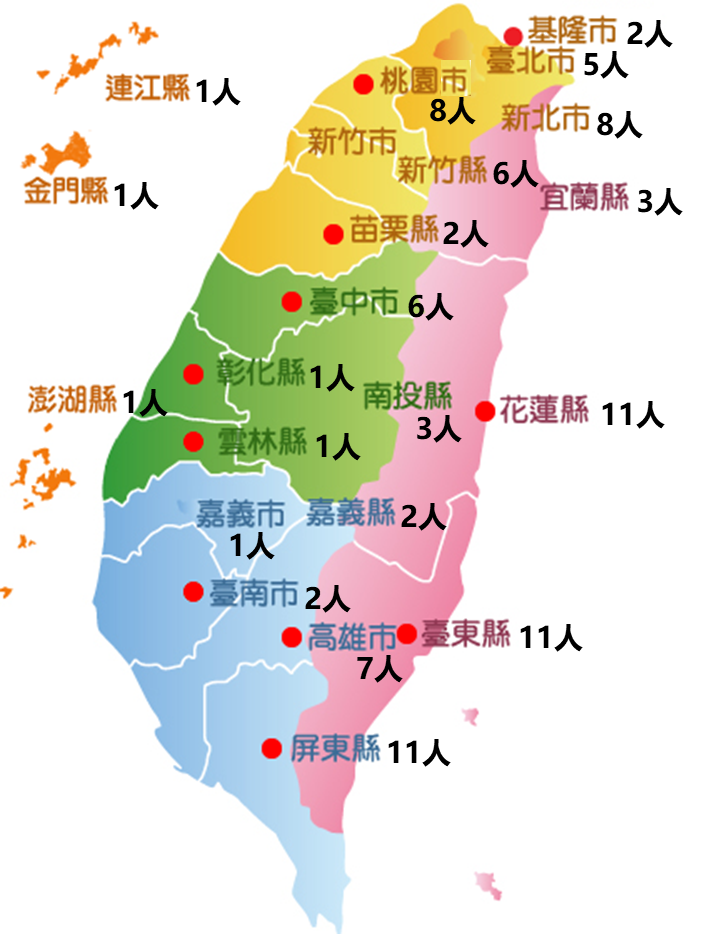 基隆市 2人
臺北市 5人
連江縣 1人
桃園市
8人
新北市 8人
新竹市
新竹縣 6人
金門縣 1人
宜蘭縣 3人
苗栗縣 2人
臺中市 6人
彰化縣 1人
南投縣
3人
澎湖縣 1人
花蓮縣 11人
雲林縣 1人
嘉義市
1人
嘉義縣 2人
臺南市 2人
高雄市
7人
臺東縣 11人
屏東縣 11人